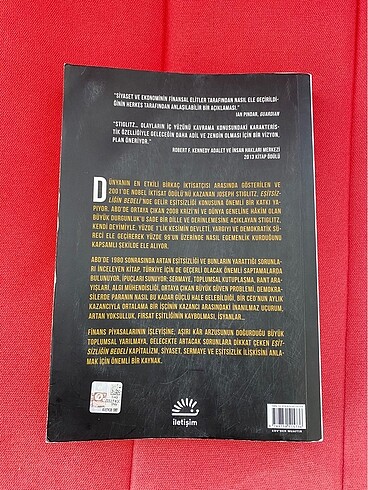 "SİYASET VE EKONOMİNİN FİNANSAL ELİTLER TARAFINDAN NASIL ELE GEÇİRİLDİ-
ĞİNİN HERKES TARAFINDAN ANLAŞILABİLİR BİR AÇIKLAMASI."
IAN PINDAR, GUARDIAN
"STIGLITZ... OLAYLARIN İÇ YÜZÜNÜ KAVRAMA KONUSUNDAKİ KARAKTERİS-
TİK ÖZELLİĞİYLE GELECEĞİN DAHA ADİL VE ZENGİN OLMASI İÇİN BİR VİZYON,
PLAN ÖNERİYOR."
ROBERT F. KENNEDY ADALET VE İNSAN HAKLARI MERKEZİ
2013 KİTAP ÖDÜLÜ
DÜNYANIN EN ETKİLİ BİRKAÇ İKTİSATÇISI ARASINDA GÖSTERİLEN VE
2001'DE NOBEL İKTİSAT ÖDÜLÜ'NÜ KAZANAN JOSEPH STIGLITZ, EŞİTSİZ-
LİĞİN BEDELİ'NDE GELİR EŞİTSİZLİĞİ KONUSUNA ÖNEMLİ BİR KATKI YA-
PIYOR. ABD'DE ORTAYA ÇIKAN 2008 KRİZİ'Nİ VE DÜNYA GENELİNE HÂKİM OLAN
BÜYÜK DURGUNLUK'U SADE BİR DİLLE VE DERİNLEMESİNE AÇIKLAYAN STIGLITZ,
KENDİ DEYİMİYLE, YÜZDE 1'LİK KESİMİN DEVLETİ, YARGIYI VE DEMOKRATİK SÜ-
RECİ ELE GEÇİREREK YÜZDE 99'UN ÜZERİNDE NASIL EGEMENLİK KURDUĞUNU
KAPSAMLI ŞEKİLDE ELE ALIYOR.
ABD'DE 1980 SONRASINDA ARTAN EŞİTSİZLİĞİ VE BUNLARIN YARATTIĞI SORUNLA-
RI İNCELEYEN KİTAP, TÜRKİYE İÇİN DE GEÇERLİ OLACAK ÖNEMLİ SAPTAMALARDA
BULUNUYOR, İPUÇLARI SUNUYOR: SERMAYE, TOPLUMSAL KUTUPLAŞMA, RANT ARA-
YIŞLARI, ALGI MÜHENDİSLİĞİ, ORTAYA ÇIKAN BÜYÜK GÜVEN PROBLEMİ, DEMOKRA-
SİLERDE PARANIN NASIL BU KADAR GÜÇLÜ HALE GELEBİLDİĞİ, BİR CEO'NUN AYLIK
KAZANCIYLA ORTALAMA BİR İŞÇİNİN KAZANCI ARASINDAKİ İNANILMAZ UÇURUM,
ARTAN YOKSULLUK, FIRSAT EŞİTLİĞİNİN KAYBOLMASI, İSYANLAR...
FİNANS PİYASALARININ İŞLEYİŞİNE, AŞIRI KÂR ARZUSUNUN DOĞURDUĞU BÜYÜK
TOPLUMSAL YARILMAYA, GELECEKTE ARTACAK SORUNLARA DİKKAT ÇEKEN EŞİT-
SİZLİĞİN BEDELİ KAPİTALİZM, SİYASET, SERMAYE VE EŞİTSİZLİK İLİŞKİSİNİ ANLA-
MAK İÇİN ÖNEMLİ BİR KAYNAK.
iletişim